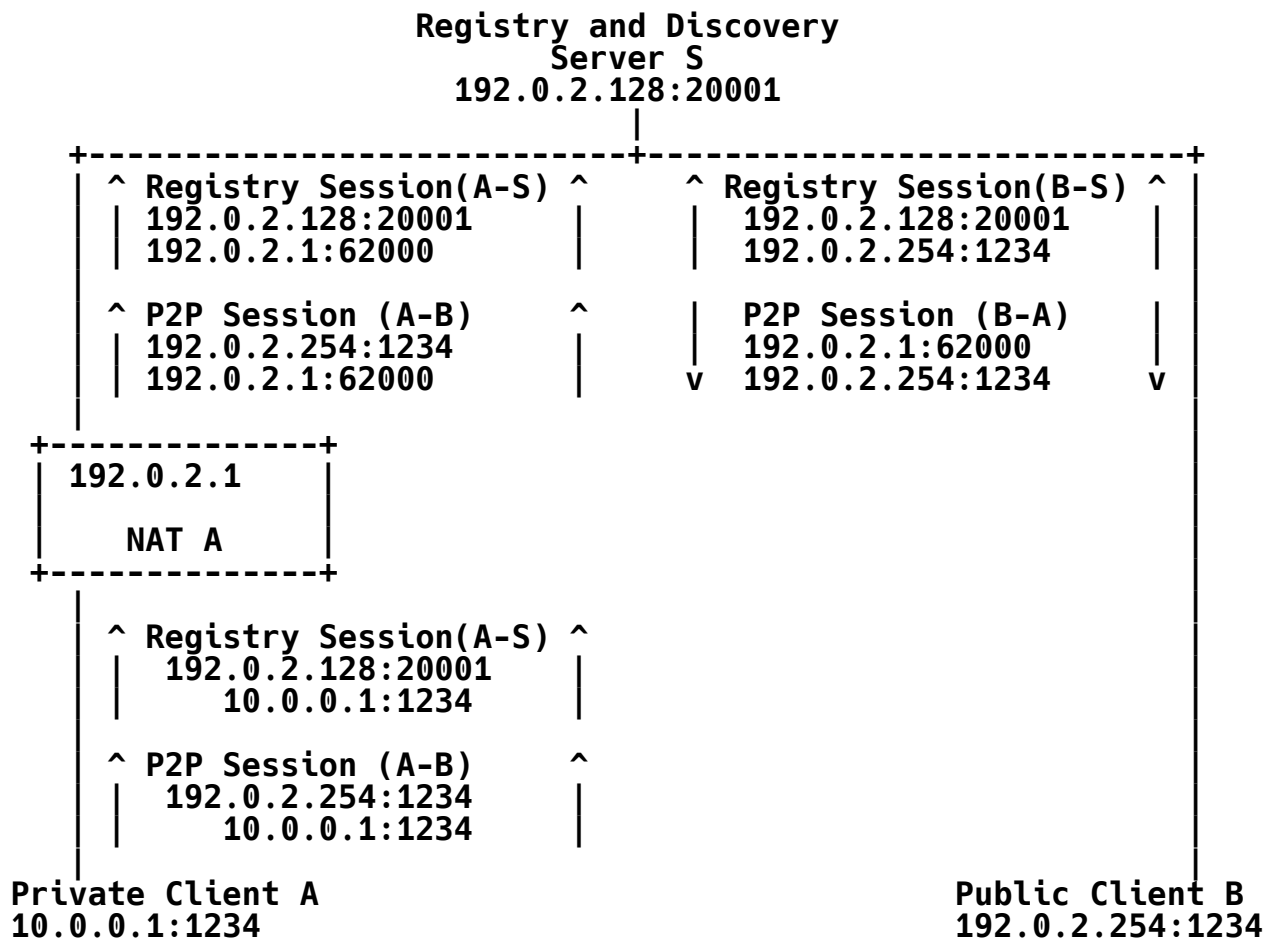 Registry and Discovery
Server S
192.0.2.128:20001
|
+----------------------------+----------------------------+
| ^ Registry Session(A-S) ^     ^ Registry Session(B-S) ^ |
| | 192.0.2.128:20001     |     |  192.0.2.128:20001    | |
| | 192.0.2.1:62000       |     |  192.0.2.254:1234     | |
|                                                         |
| ^ P2P Session (A-B)     ^     |  P2P Session (B-A)    | |
| | 192.0.2.254:1234      |     |  192.0.2.1:62000      | |
| | 192.0.2.1:62000       |     v  192.0.2.254:1234     v |
|                                                         |
+--------------+                                            |
| 192.0.2.1    |                                            |
|              |                                            |
|    NAT A     |                                            |
+--------------+                                            |
|                                                         |
| ^ Registry Session(A-S) ^                               |
| |  192.0.2.128:20001    |                               |
| |     10.0.0.1:1234     |                               |
|                                                         |
| ^ P2P Session (A-B)     ^                               |
| |  192.0.2.254:1234     |                               |
| |     10.0.0.1:1234     |                               |
|                                                         |
Private Client A                                 Public Client B
10.0.0.1:1234                                    192.0.2.254:1234